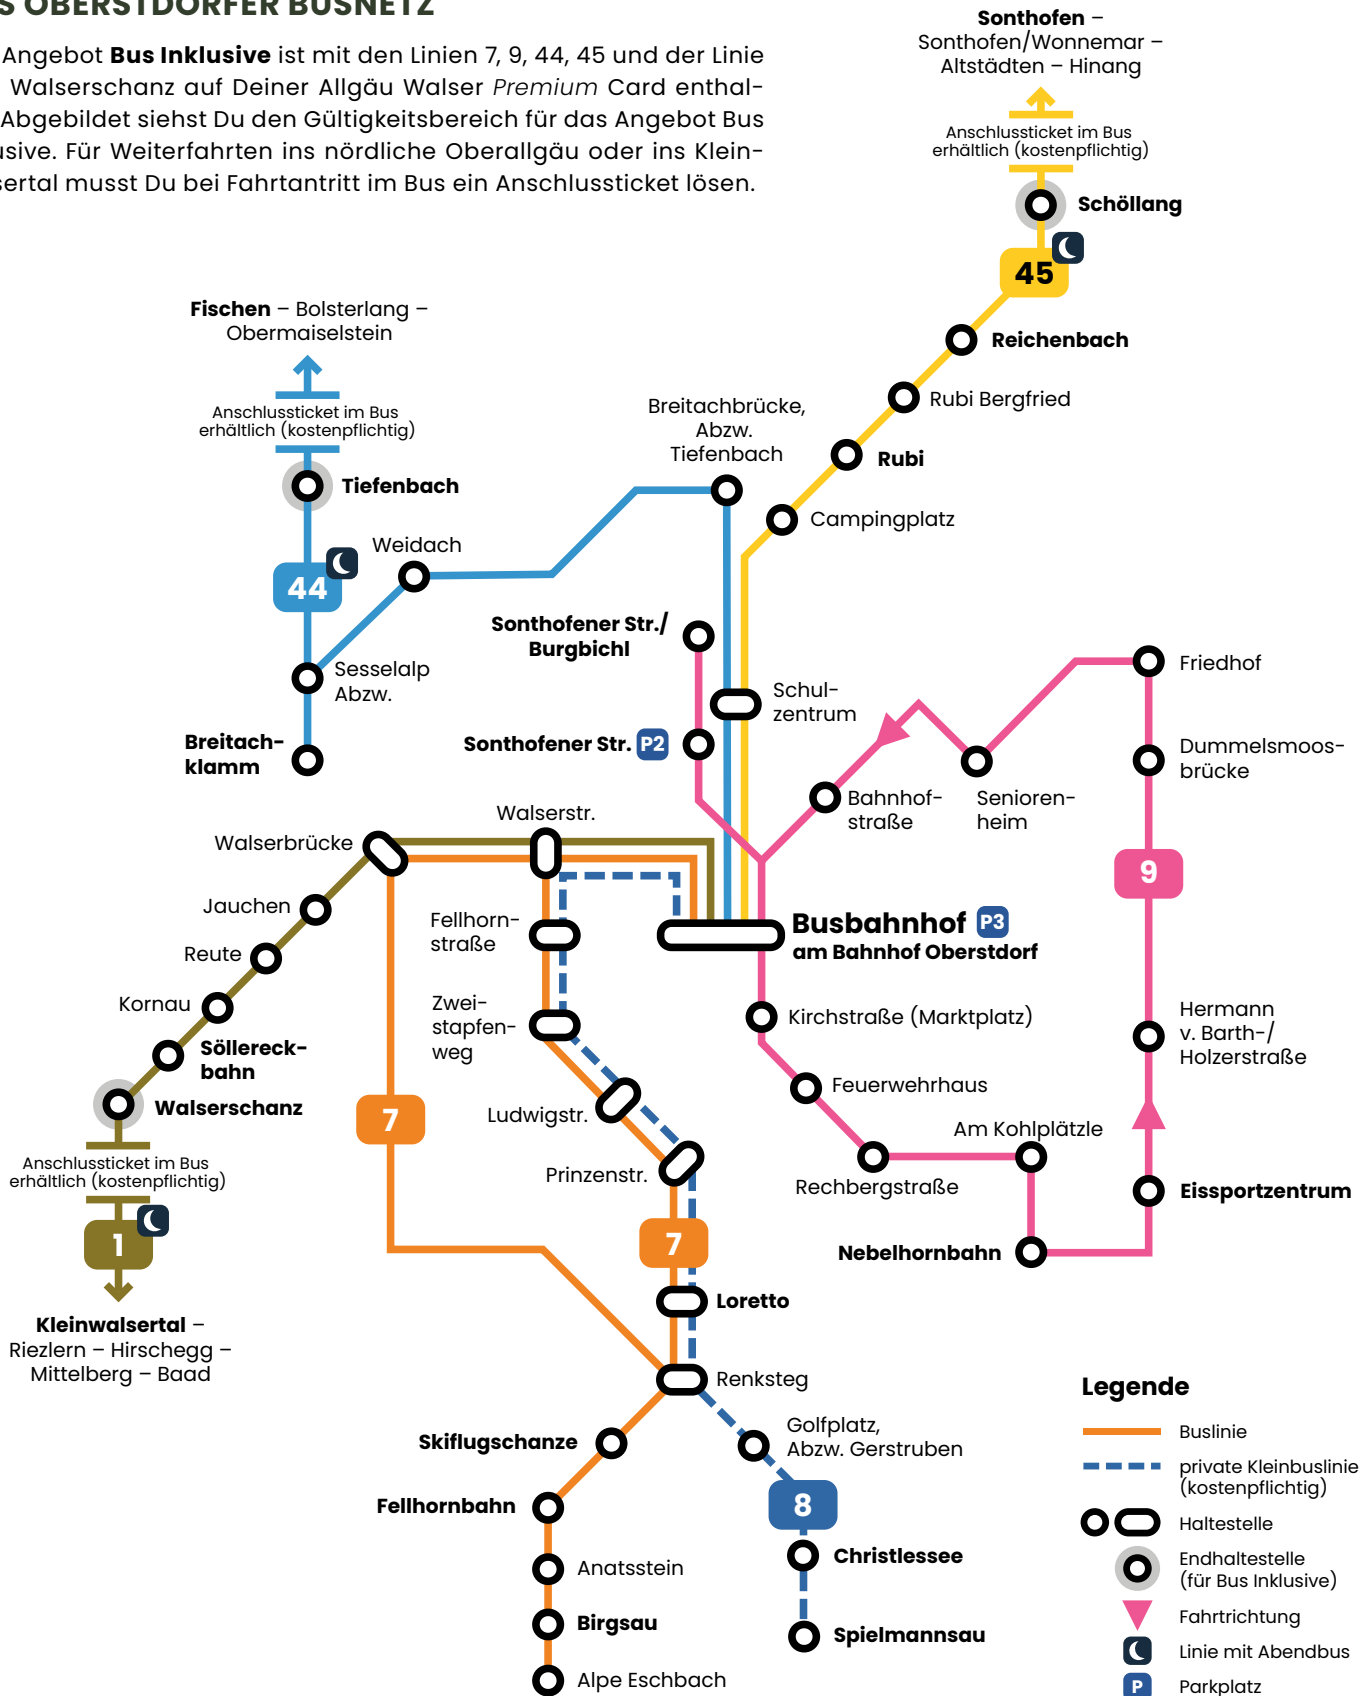 OBERSTDORFER BUSNETZ
Angebot Bus Inklusive ist mit den Linien 7, 9, 44, 45 und der Linie
Walserschanz auf Deiner Allgäu Walser Premium Card enthal-
Abgebildet siehst Du den Gültigkeitsbereich für das Angebot Bus
usive. Für Weiterfahrten ins nördliche Oberallgäu oder ins Klein-
sertal musst Du bei Fahrtantritt im Bus ein Anschlussticket lösen.
Sonthofen –
Sonthofen/Wonnemar –
Altstädten – Hinang
Anschlussticket im Bus
erhältlich (kostenpflichtig)
Schöllang
45
Reichenbach
Rubi Bergfried
Rubi
Campingplatz
Fischen – Bolsterlang –
Obermaiselstein
Anschlussticket im Bus
erhältlich (kostenpflichtig)
Tiefenbach
44
Weidach
Breitachbrücke,
Abzw.
Tiefenbach
Sesselalp
Abzw.
Breitach-
klamm
Sonthofener Str./
Burgbichl
Sonthofener Str. P2
Schul-
zentrum
Friedhof
Dummelsmoos-
brücke
Bahnhof-
straße
Senioren-
heim
9
Walserstr.
Walserbrücke
Jauchen
Reute
Kornau
Söllereck-
bahn
Walserschanz
Anschlussticket im Bus
erhältlich (kostenpflichtig)
1
Kleinwalsertal –
Riezlern – Hirschegg –
Mittelberg – Baad
Fellhorn-
straße
Zwei-
stapfen-
weg
Ludwigstr.
Prinzenstr.
7
7
Busbahnhof P3
am Bahnhof Oberstdorf
Kirchstraße (Marktplatz)
Feuerwehrhaus
Am Kohlplätzle
Rechbergstraße
Nebelhornbahn
Hermann
v. Barth-/
Holzerstraße
Eissportzentrum
Loretto
Renksteg
Skiflugschanze
Fellhornbahn
Anatsstein
Birgsau
Alpe Eschbach
Golfplatz,
Abzw. Gerstruben
8
Christlessee
Spielmannsau
Legende
Buslinie
private Kleinbuslinie
(kostenpflichtig)
Haltestelle
Endhaltestelle
(für Bus Inklusive)
Fahrtrichtung
Linie mit Abendbus
P Parkplatz